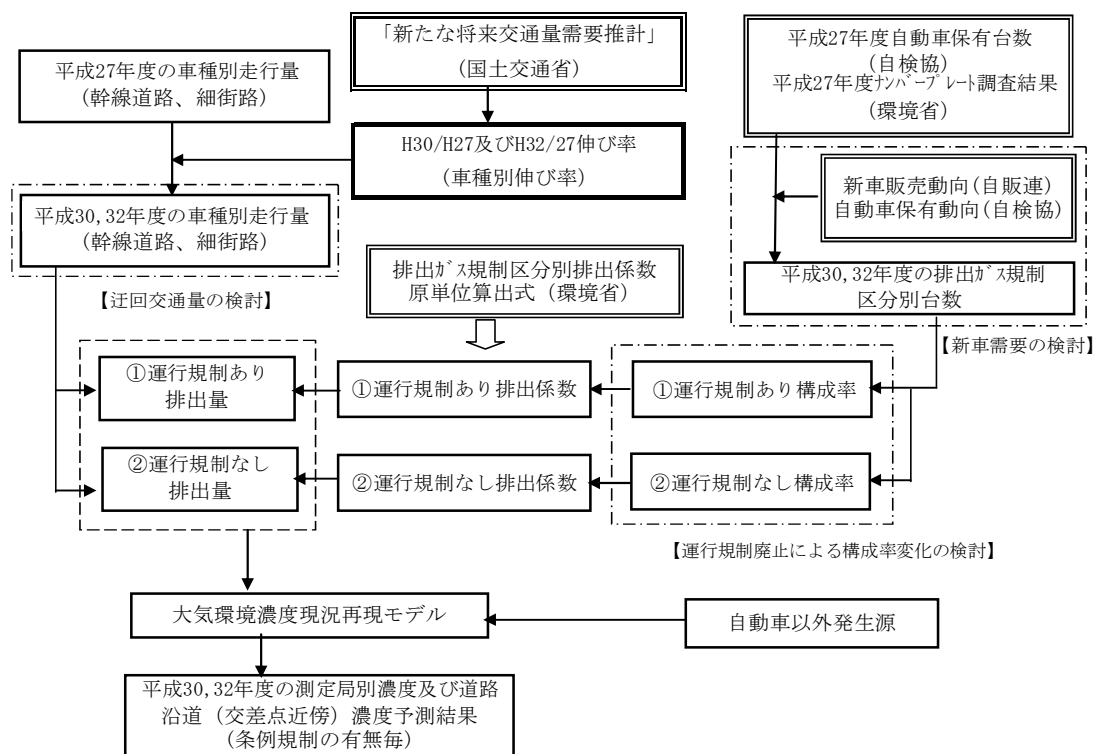 「新たな将来交通量需要推計」
(国土交通省)
平成27年度の車種別走行量
(幹線道路、細街路)
平成27年度自動車保有台数
(自検協)
平成27年度ﾅﾝﾊﾞｰﾌﾟﾚｰﾄ調査結果
(環境省)
H30/H27及びH32/27伸び率
(車種別伸び率)
新車販売動向(自販連)
自動車保有動向(自検協)
平成30,32年度の車種別走行量
(幹線道路、細街路)
【迂回交通量の検討】
排出ｶﾞｽ規制区分別排出係数
原単位算出式（環境省）
平成30,32年度の排出ｶﾞｽ規制
区分別台数
【新車需要の検討】
①運行規制あり
排出量
①運行規制あり排出係数
①運行規制あり構成率
②運行規制なし
排出量
②運行規制なし排出係数
②運行規制なし構成率
【運行規制廃止による構成率変化の検討】
大気環境濃度現況再現モデル
自動車以外発生源
平成30,32年度の測定局別濃度及び道路
沿道（交差点近傍）濃度予測結果
(条例規制の有無毎)